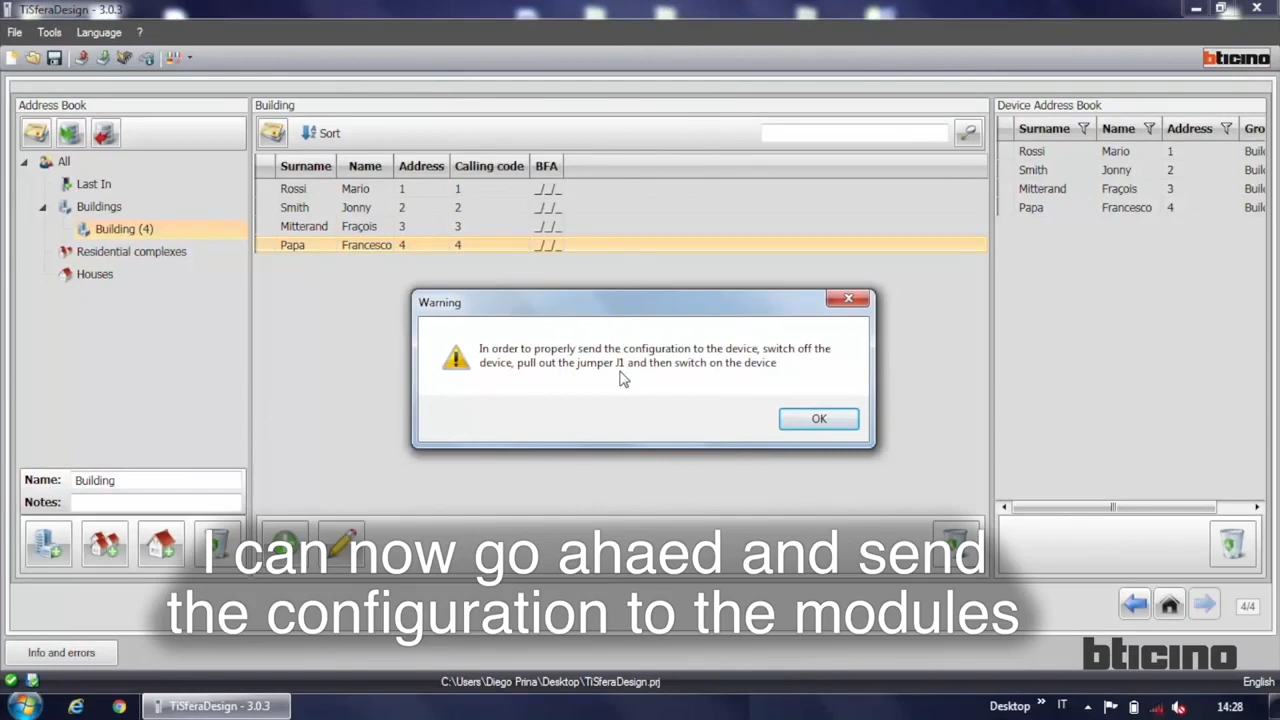 TiSferaDesign - 3.0.3
File Tools Language ?
bticino
Address Book
Building
Device Address Book
Sort
Surname Name Address Calling code BFA
Surname Name Address Gro
All
Last In
Buildings
Building (4)
Residential complexes
Houses
Rossi Mario 1 1 _/_/_
Smith Jonny 2 2 _/_/_
Mitterand Fraçois 3 3 _/_/_
Papa Francesco 4 4 _/_/_
Rossi Mario 1 Build
Smith Jonny 2 Build
Mitterand Fraçois 3 Build
Papa Francesco 4 Build
Warning
In order to properly send the configuration to the device, switch off the
device, pull out the jumper J1 and then switch on the device
OK
Name: Building
Notes:
I can now go ahaed and send
the configuration to the modules
4/4
Info and errors
bticino
C:\Users\Diego Prina\Desktop\TiSferaDesign.prj
English
TiSferaDesign - 3.0.3
Desktop » IT 14:28